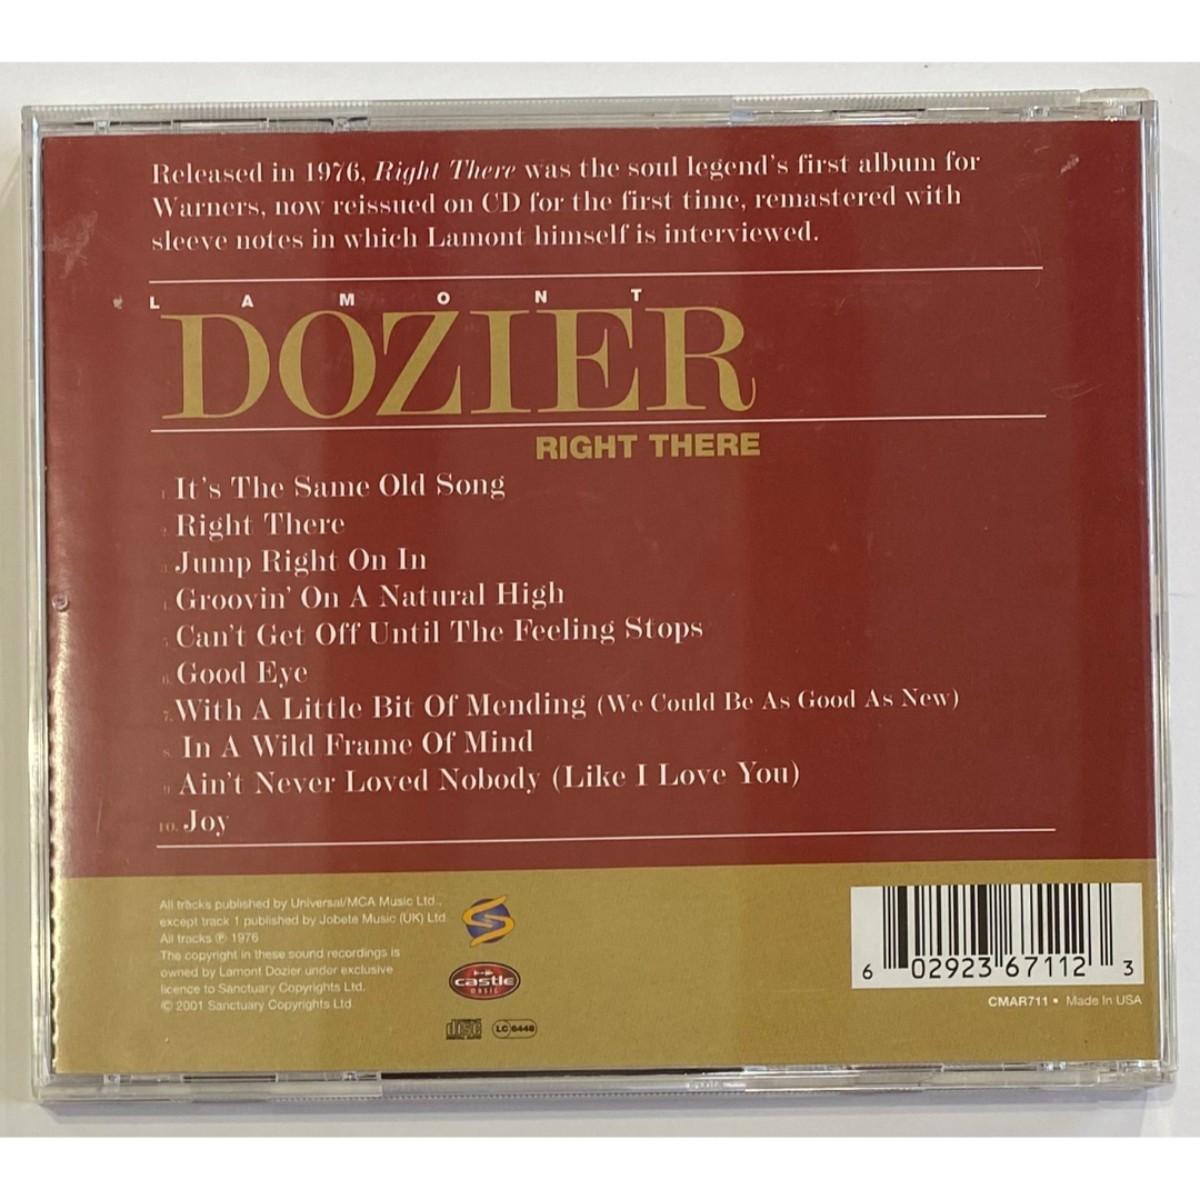 Released in 1976, Right There was the soul legend's first album for
Warners, now reissued on CD for the first time, remastered with
sleeve notes in which Lamont himself is interviewed.
LAMONT
DOZIER
RIGHT THERE
1. It's The Same Old Song
2. Right There
3. Jump Right On In
4. Groovin' On A Natural High
5. Can't Get Off Until The Feeling Stops
6. Good Eye
7. With A Little Bit Of Mending (We Could Be As Good As New)
8. In A Wild Frame Of Mind
9. Ain't Never Loved Nobody (Like I Love You)
10. Joy
All tracks published by Universal/MCA Music Ltd.,
except track 1 published by Jobete Music (UK) Ltd.
All tracks ℗ 1976
The copyright in these sound recordings is
owned by Lamont Dozier under exclusive
licence to Sanctuary Copyrights Ltd.
© 2001 Sanctuary Copyrights Ltd
castle
MUSIC
disc
DIGITAL AUDIO
LC 6448
6 02923 67112 3
CMAR711 • Made In USA